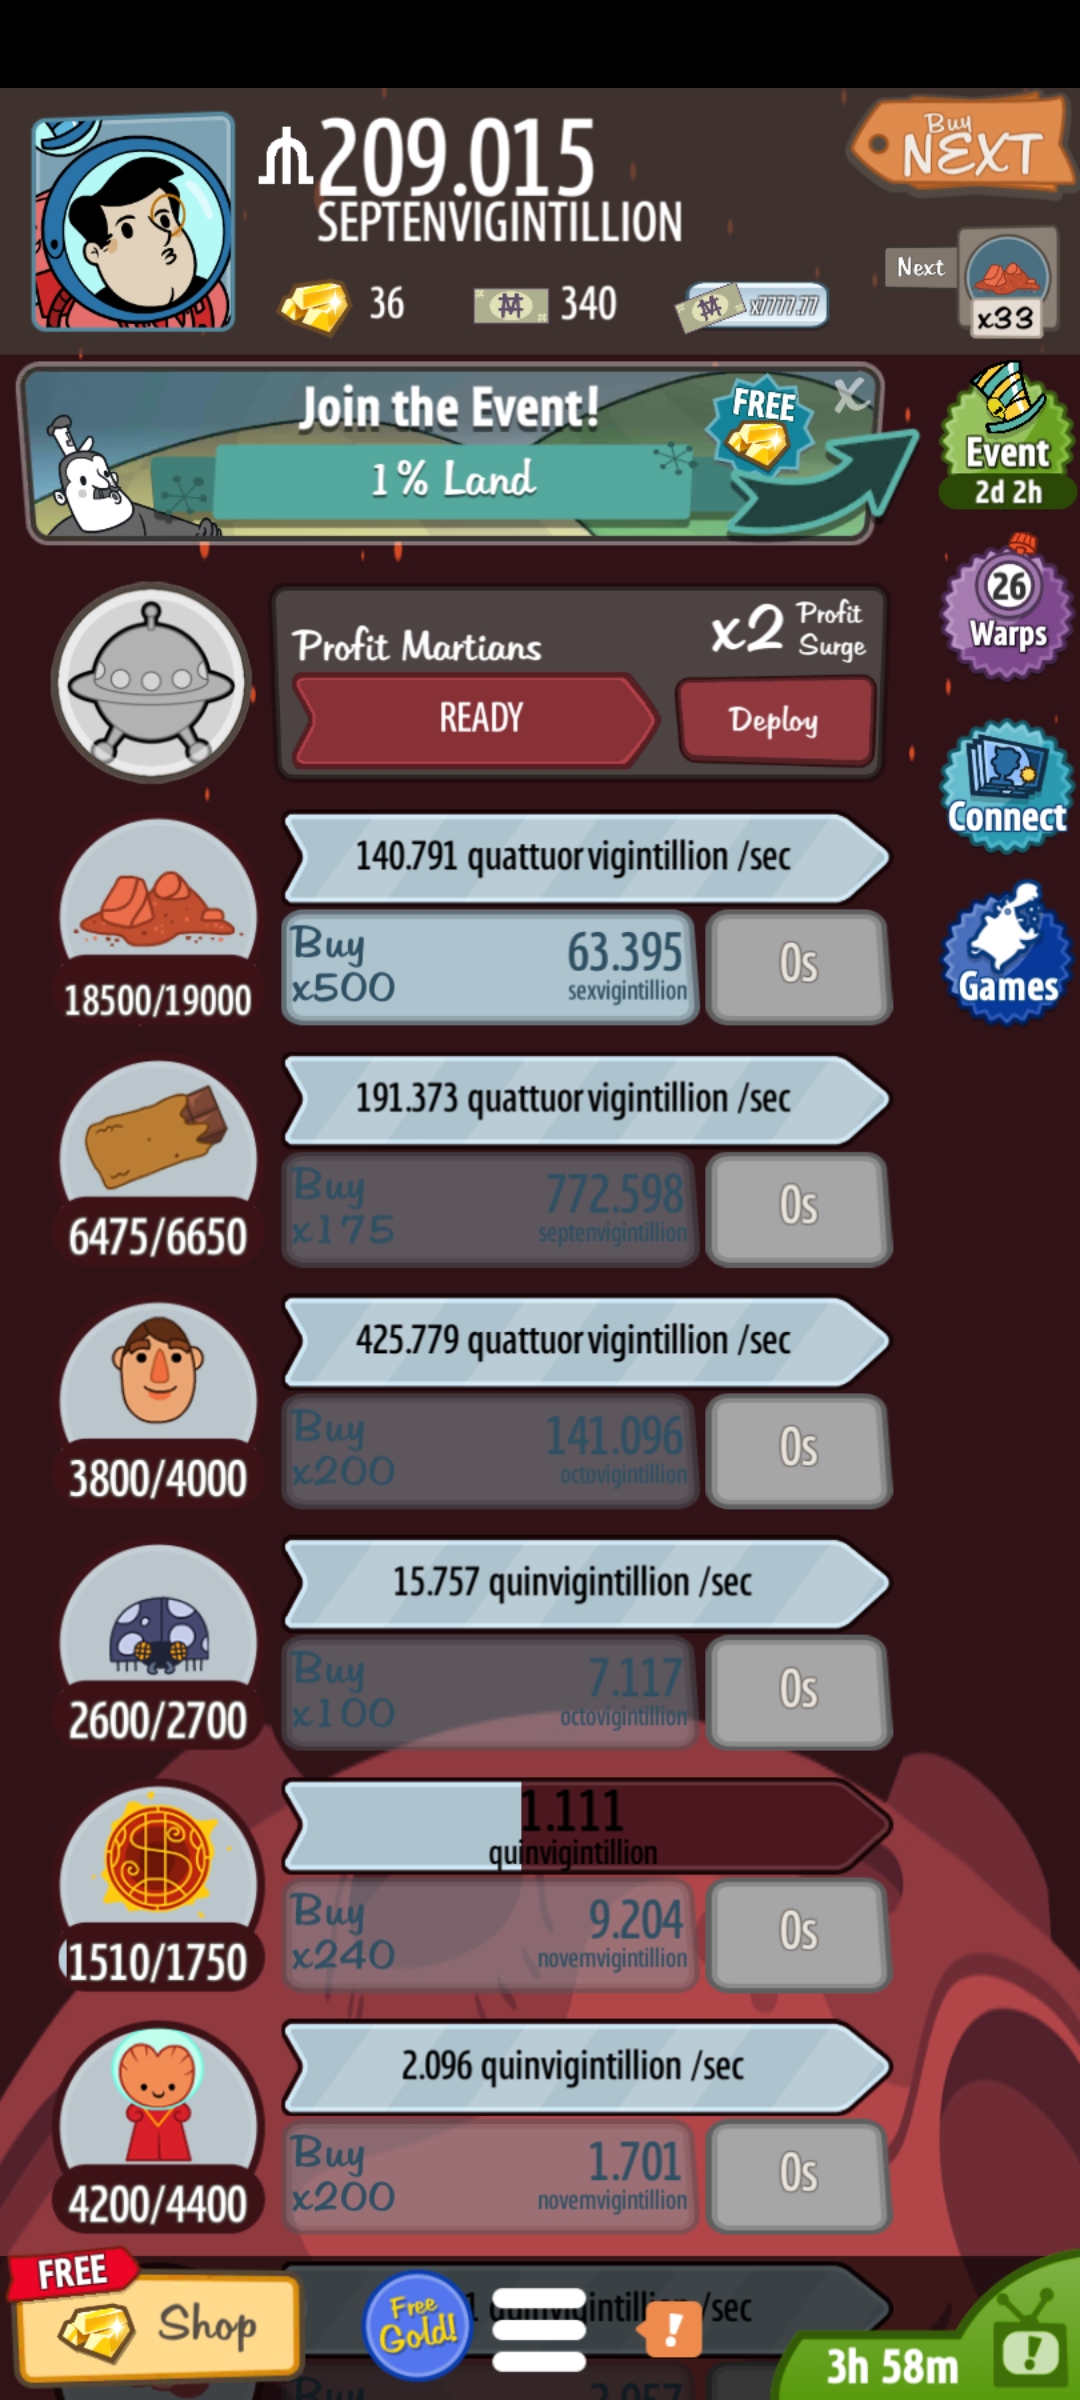 209.015
SEPTENVIGINTILLION
Buy
NEXT
36
340
x7777.77
Next
x33
Join the Event!
1% Land
FREE
X
Event
2d 2h
26
Warps
Profit Martians
x2 Profit Surge
READY
Deploy
Connect
140.791 quattuorvigintillion /sec
Buy
x500
63.395
sexvigintillion
0s
18500/19000
Games
191.373 quattuorvigintillion /sec
Buy
x175
772.598
septenvigintillion
0s
6475/6650
425.779 quattuorvigintillion /sec
Buy
x200
141.096
octovigintillion
0s
3800/4000
15.757 quinvigintillion /sec
Buy
x100
7.117
octovigintillion
0s
2600/2700
1.111
quinvigintillion
Buy
x240
9.204
novemvigintillion
0s
1510/1750
2.096 quinvigintillion /sec
Buy
x200
1.701
novemvigintillion
0s
4200/4400
FREE
Shop
Free
Gold!
/sec
!
3h 58m
!
Buy